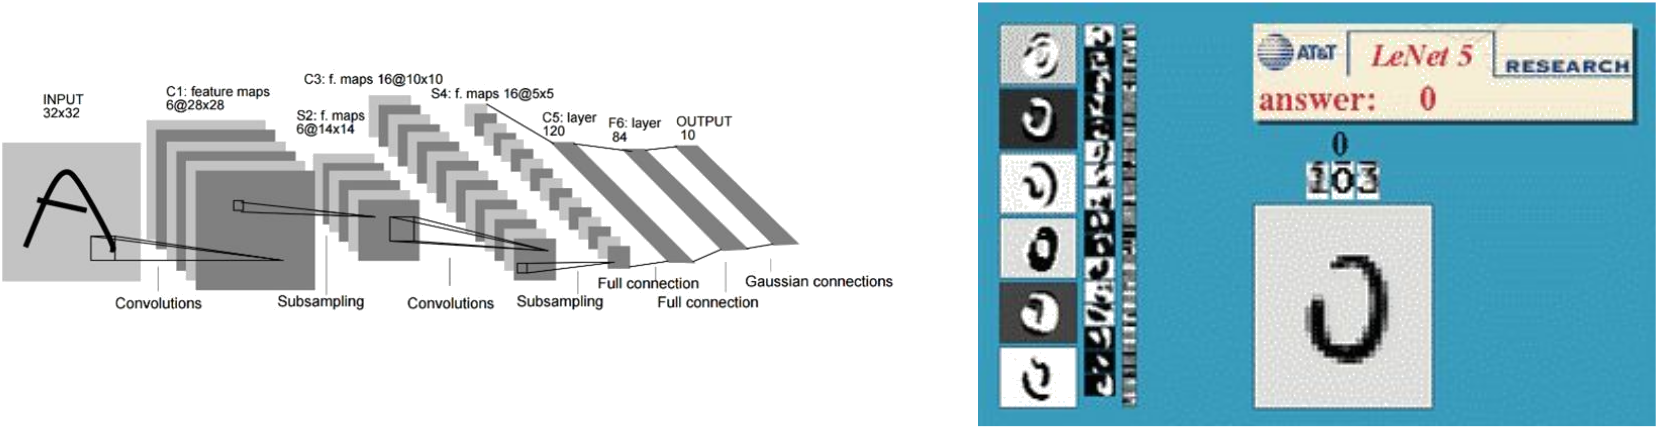 INPUT
32x32
C1: feature maps
6@28x28
S2: f. maps
6@14x14
C3: f. maps 16@10x10
S4: f. maps 16@5x5
C5: layer
120
F6: layer
84
OUTPUT
10
A
Convolutions
Subsampling
Convolutions
Subsampling
Full connection
Full connection
Gaussian connections
AT&T
LeNet 5
RESEARCH
answer: 0
0
103
0